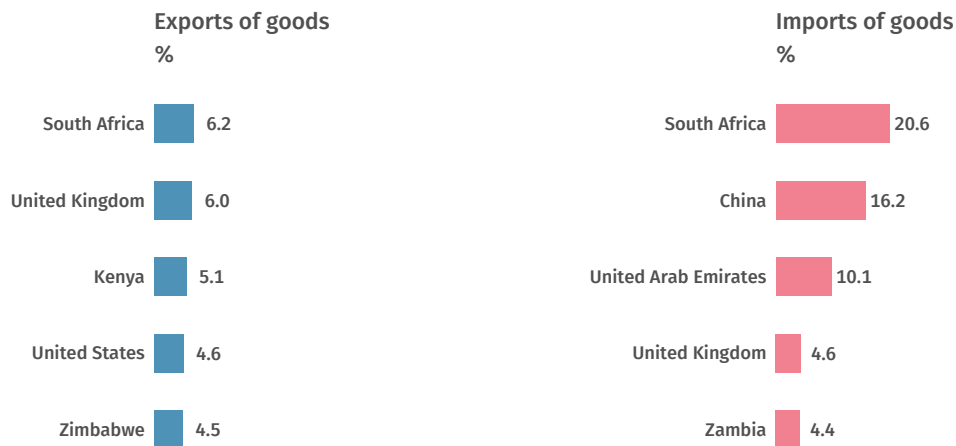 Exports of goods
%
South Africa 6.2
United Kingdom 6.0
Kenya 5.1
United States 4.6
Zimbabwe 4.5
Imports of goods
%
South Africa 20.6
China 16.2
United Arab Emirates 10.1
United Kingdom 4.6
Zambia 4.4